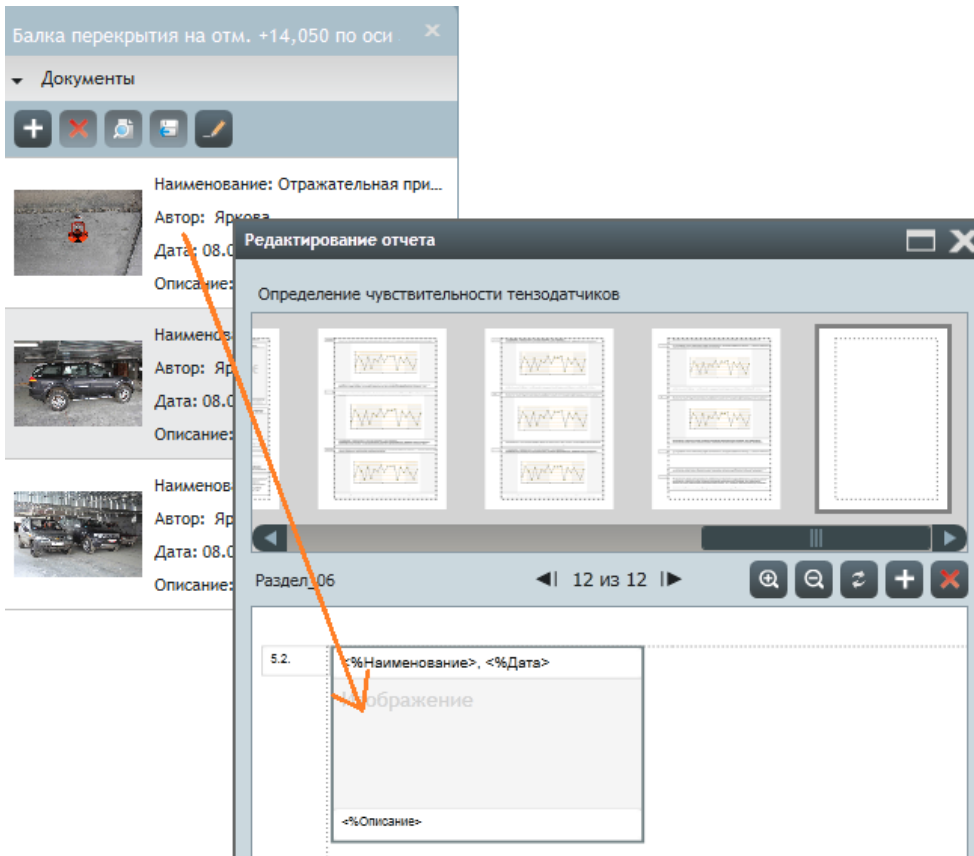 Балка перекрытия на отм. +14,050 по оси
Документы
Наименование: Отражательная при...
Автор: Яркова
Дата: 08.0
Описание:
Наименов
Автор: Яр
Дата: 08.0
Описание:
Наименов
Автор: Яр
Дата: 08.0
Описание:
Редактирование отчета
Определение чувствительности тензодатчиков
Раздел_06
12 из 12
5.2.
<%Наименование>, <%Дата>
Изображение
<%Описание>